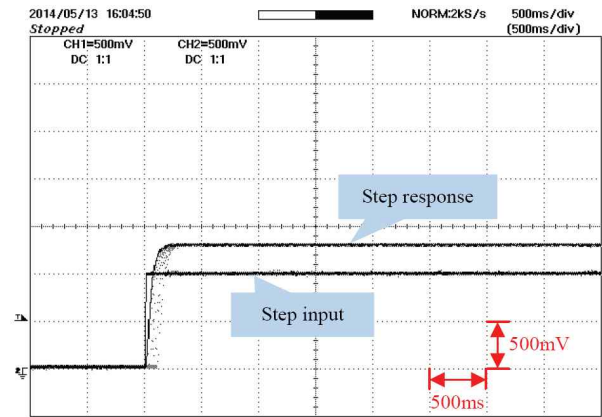 2014/05/13 16:04:50
NORM:2kS/s 500ms/div
Stopped (500ms/div)
CH1=500mV CH2=500mV
DC 1:1 DC 1:1
Step response
Step input
500mV
500ms